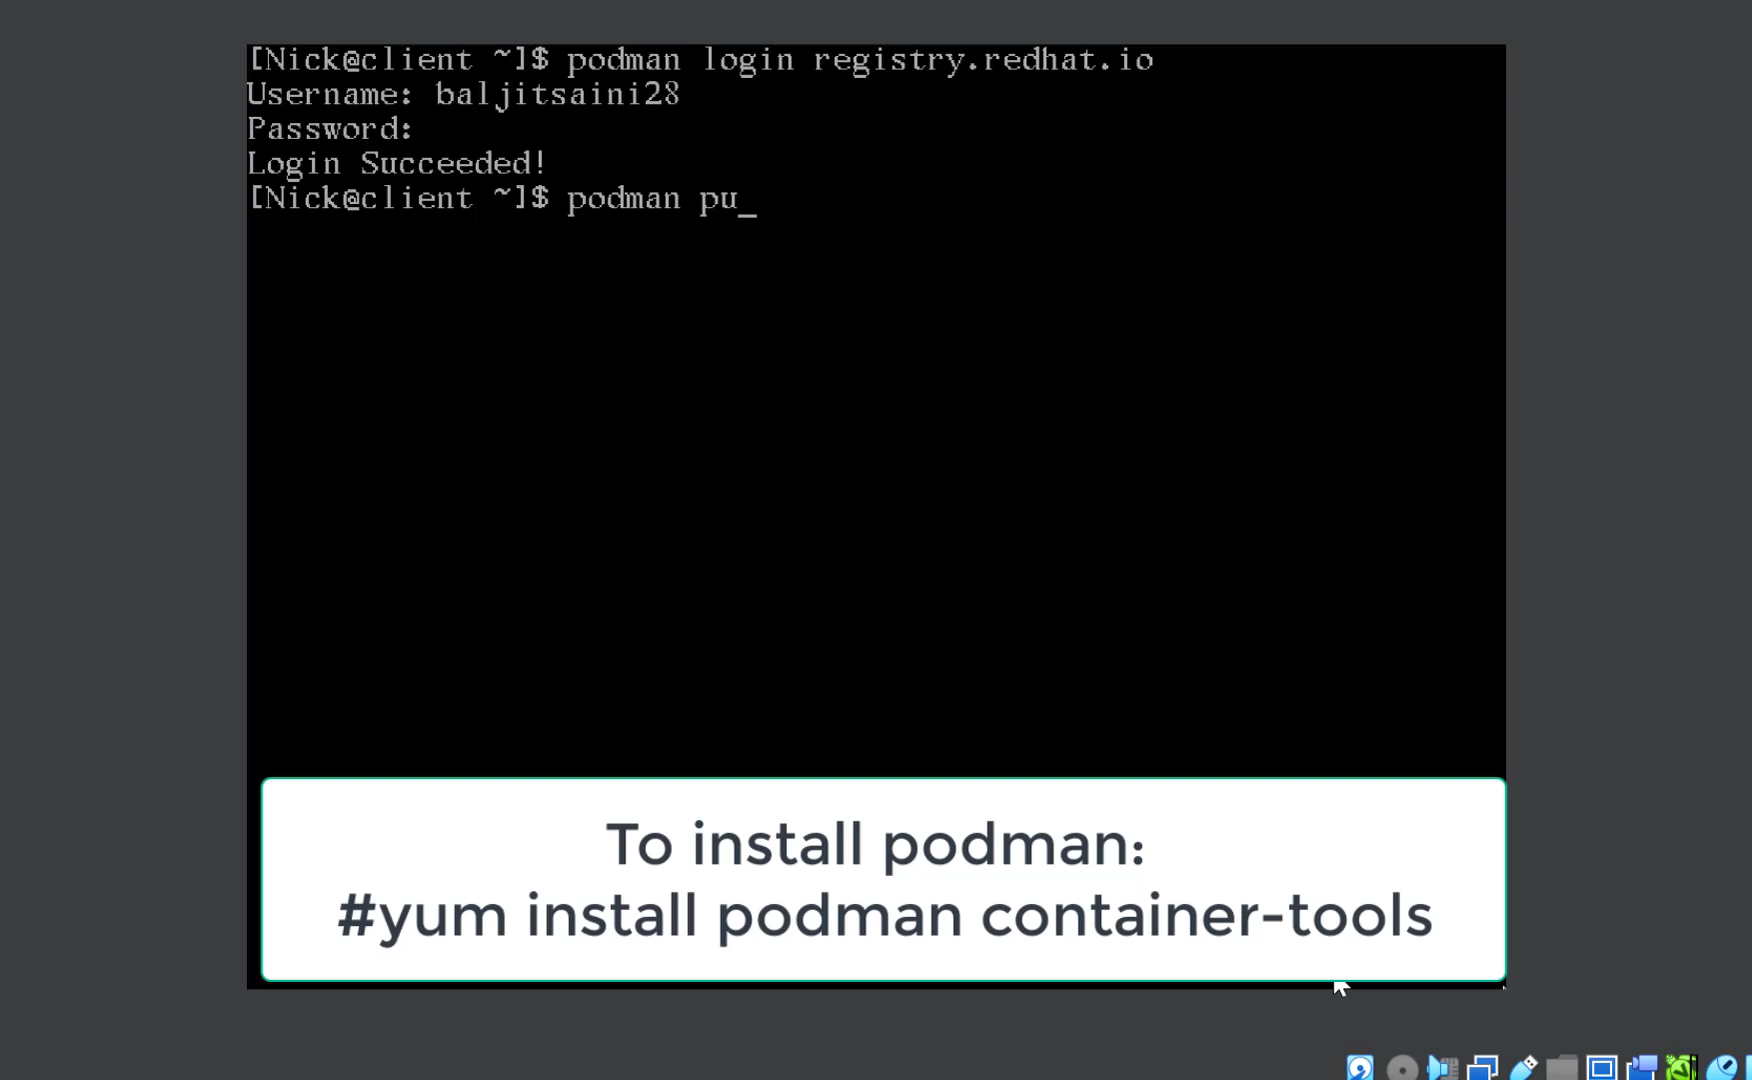 [Nick@client ~]$ podman login registry.redhat.io
Username: baljitsaini28
Password:
Login Succeeded!
[Nick@client ~]$ podman pu_
To install podman:
#yum install podman container-tools